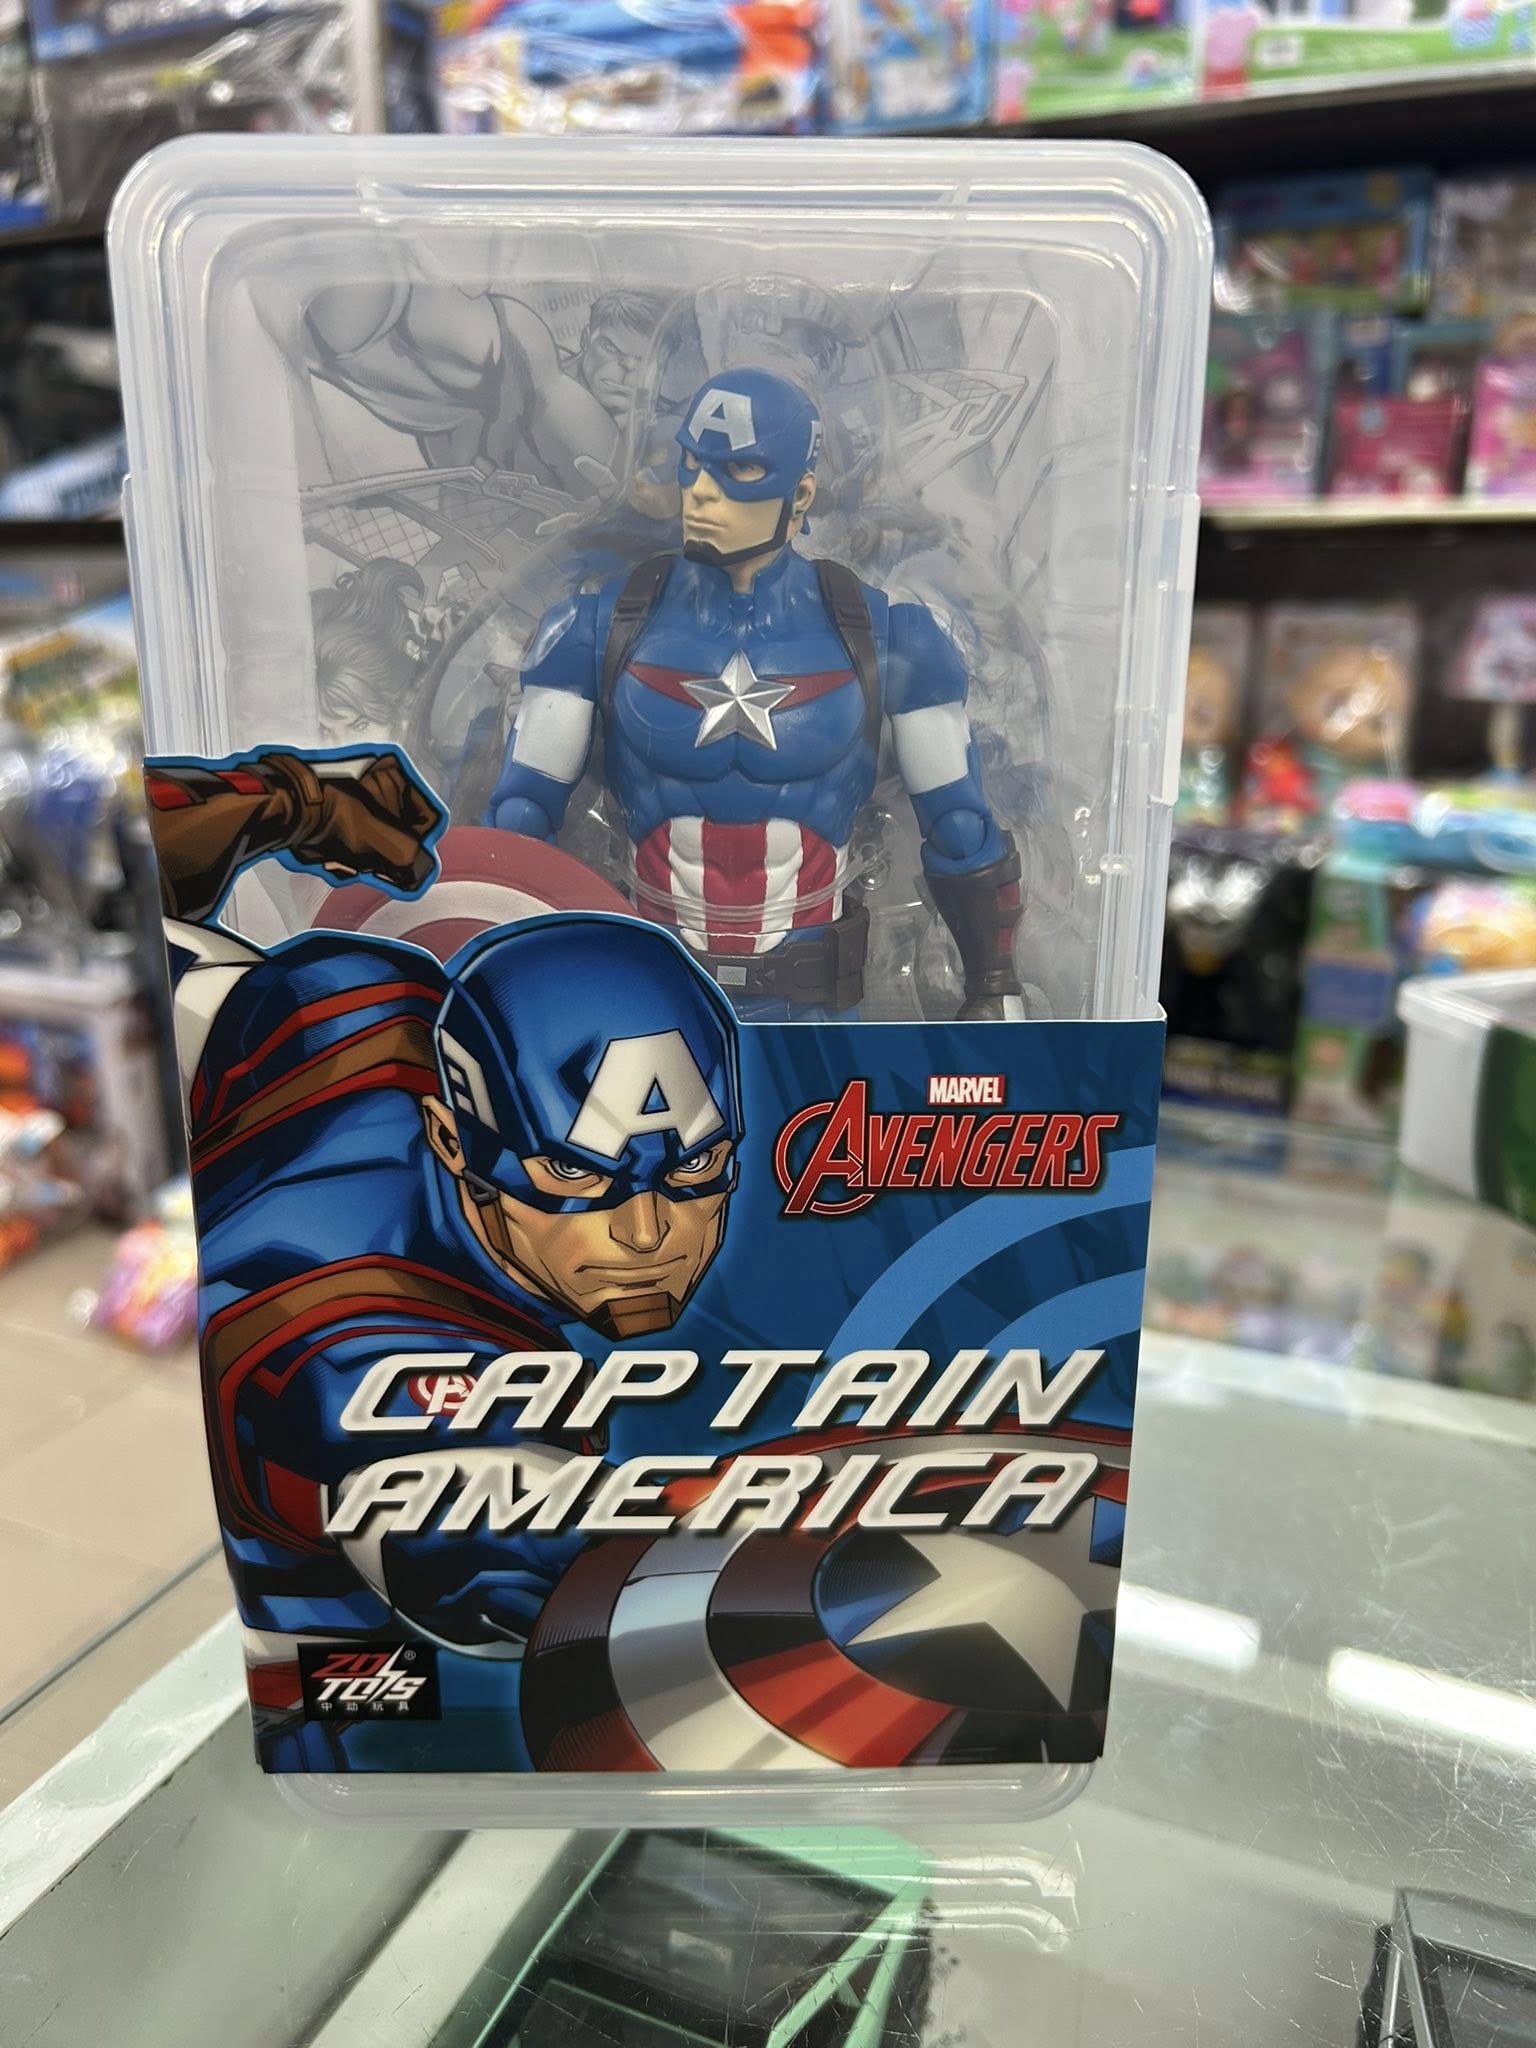 A
MARVEL
AVENGERS
A
CAPTAIN
AMERICA
ZD
TOYS®
中动玩具